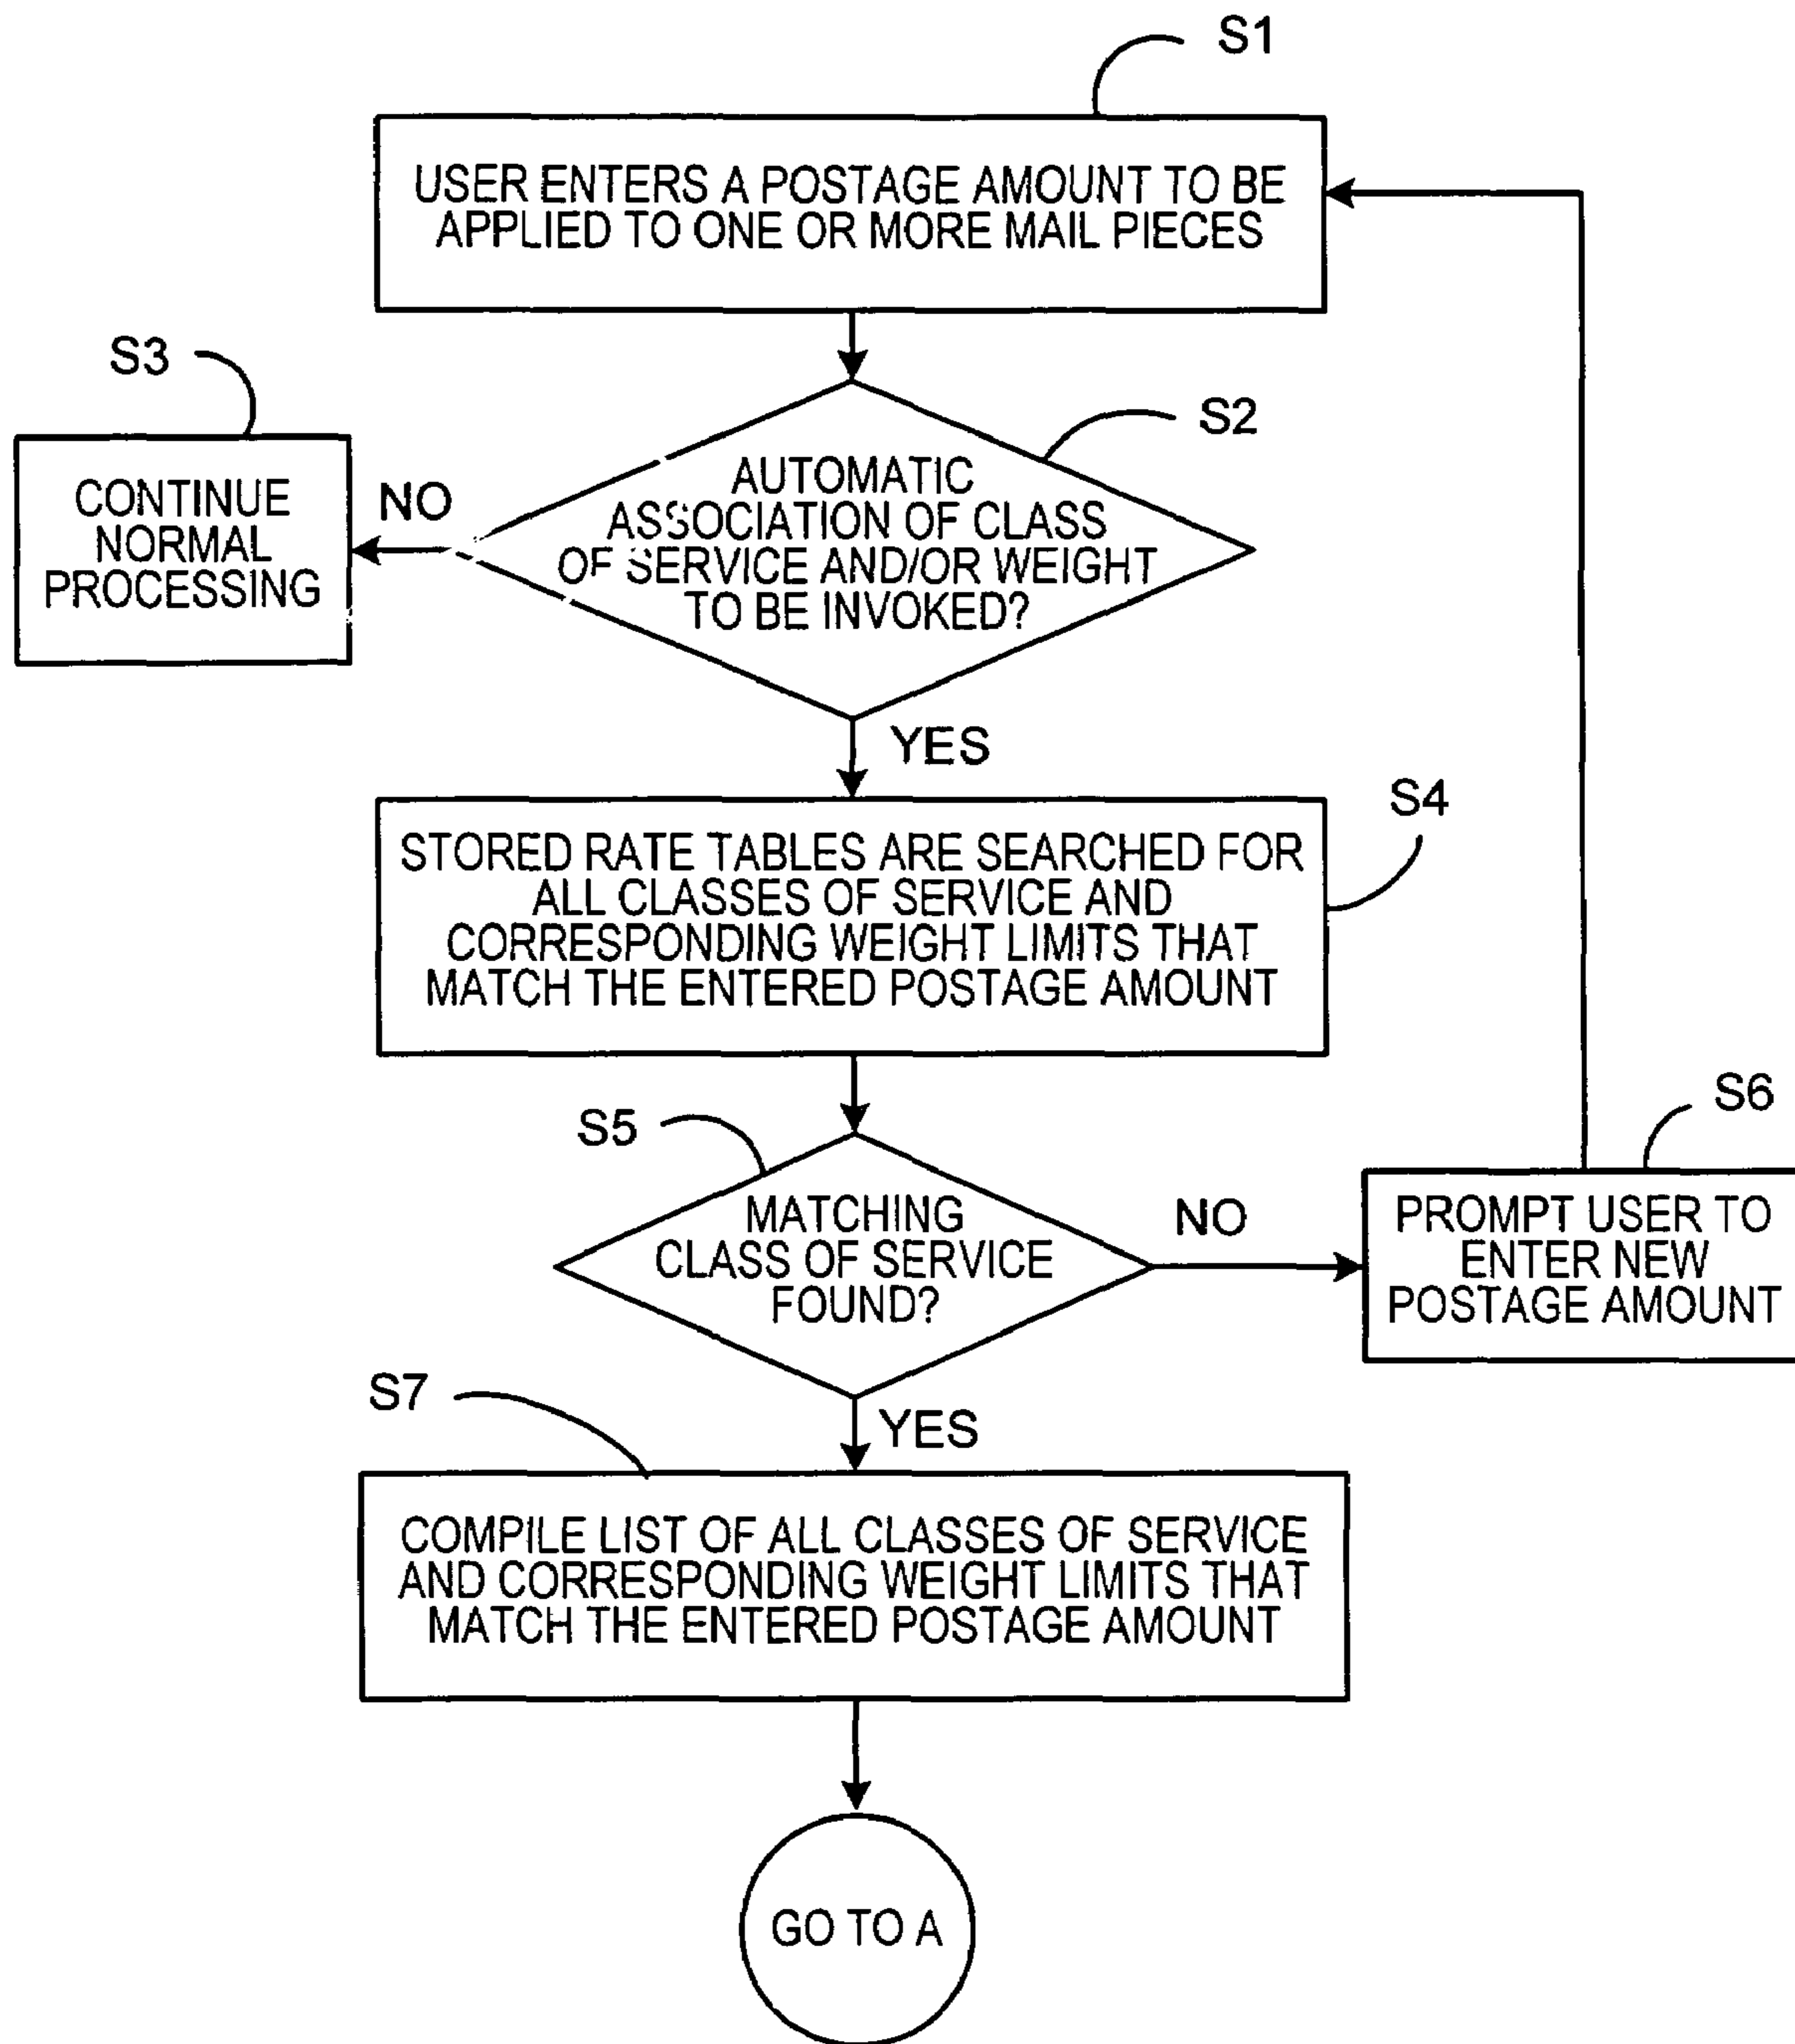 S1
USER ENTERS A POSTAGE AMOUNT TO BE
APPLIED TO ONE OR MORE MAIL PIECES
S3
S2
CONTINUE
NORMAL
PROCESSING
NO
AUTOMATIC
ASSOCIATION OF CLASS
OF SERVICE AND/OR WEIGHT
TO BE INVOKED?
YES
S4
STORED RATE TABLES ARE SEARCHED FOR
ALL CLASSES OF SERVICE AND
CORRESPONDING WEIGHT LIMITS THAT
MATCH THE ENTERED POSTAGE AMOUNT
S5
S6
MATCHING
CLASS OF SERVICE
FOUND?
NO
PROMPT USER TO
ENTER NEW
POSTAGE AMOUNT
S7
YES
COMPILE LIST OF ALL CLASSES OF SERVICE
AND CORRESPONDING WEIGHT LIMITS THAT
MATCH THE ENTERED POSTAGE AMOUNT
GO TO A